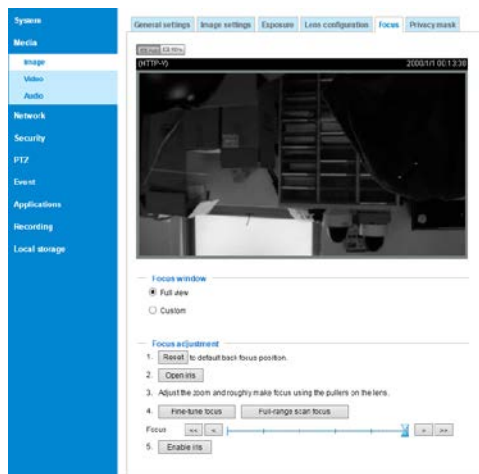 System
Media
Image
Video
Audio
Network
Security
PTZ
Event
Applications
Recording
Local storage
General settings Image settings Exposure Lens configuration Focus Privacy mask
(HTTP-V) 2000/1/1 00:13:30
Focus window
Full view
Custom
Focus adjustment
1. Reset to default back focus position.
2. Open iris
3. Adjust the zoom and roughly make focus using the pullers on the lens.
4. Fine-tune focus Full-range scan focus
Focus << < > >>
5. Enable iris